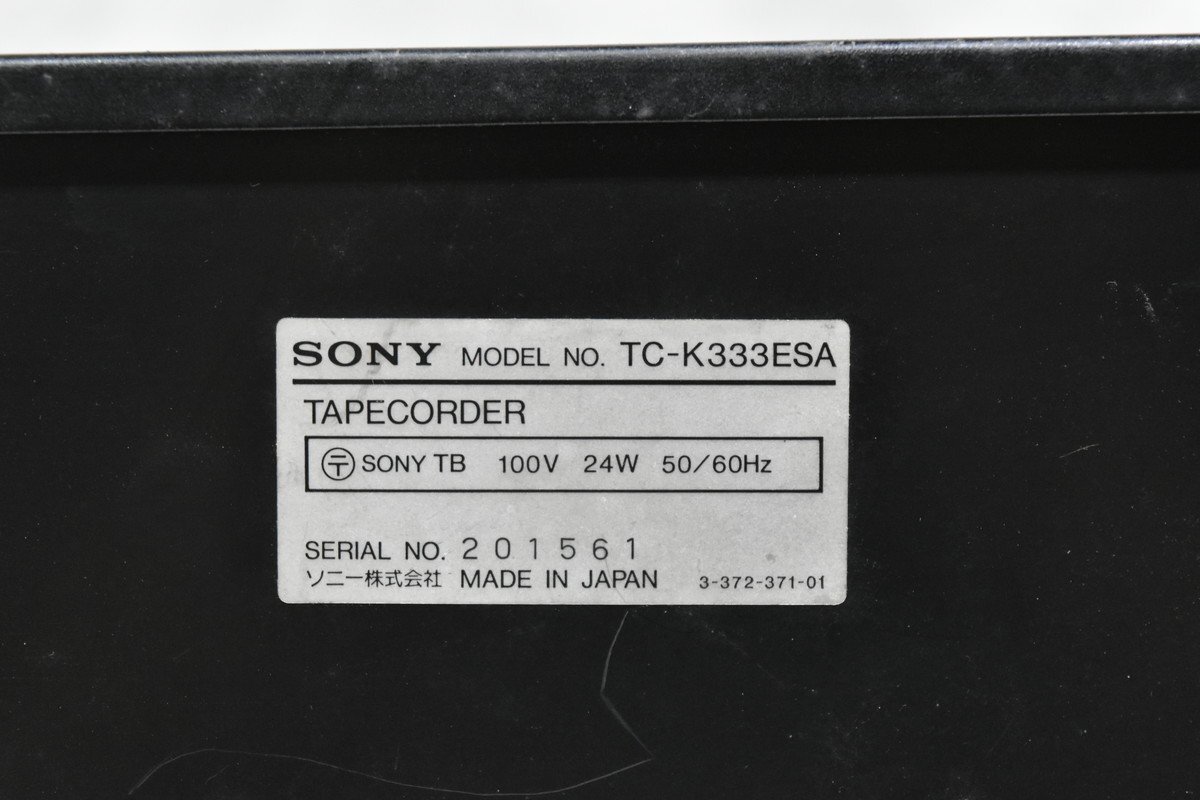 SONY MODEL NO. TC-K333ESA
TAPECORDER
〒 SONY TB 100V 24W 50/60Hz
SERIAL NO. 201561
ソニー株式会社 MADE IN JAPAN 3-372-371-01